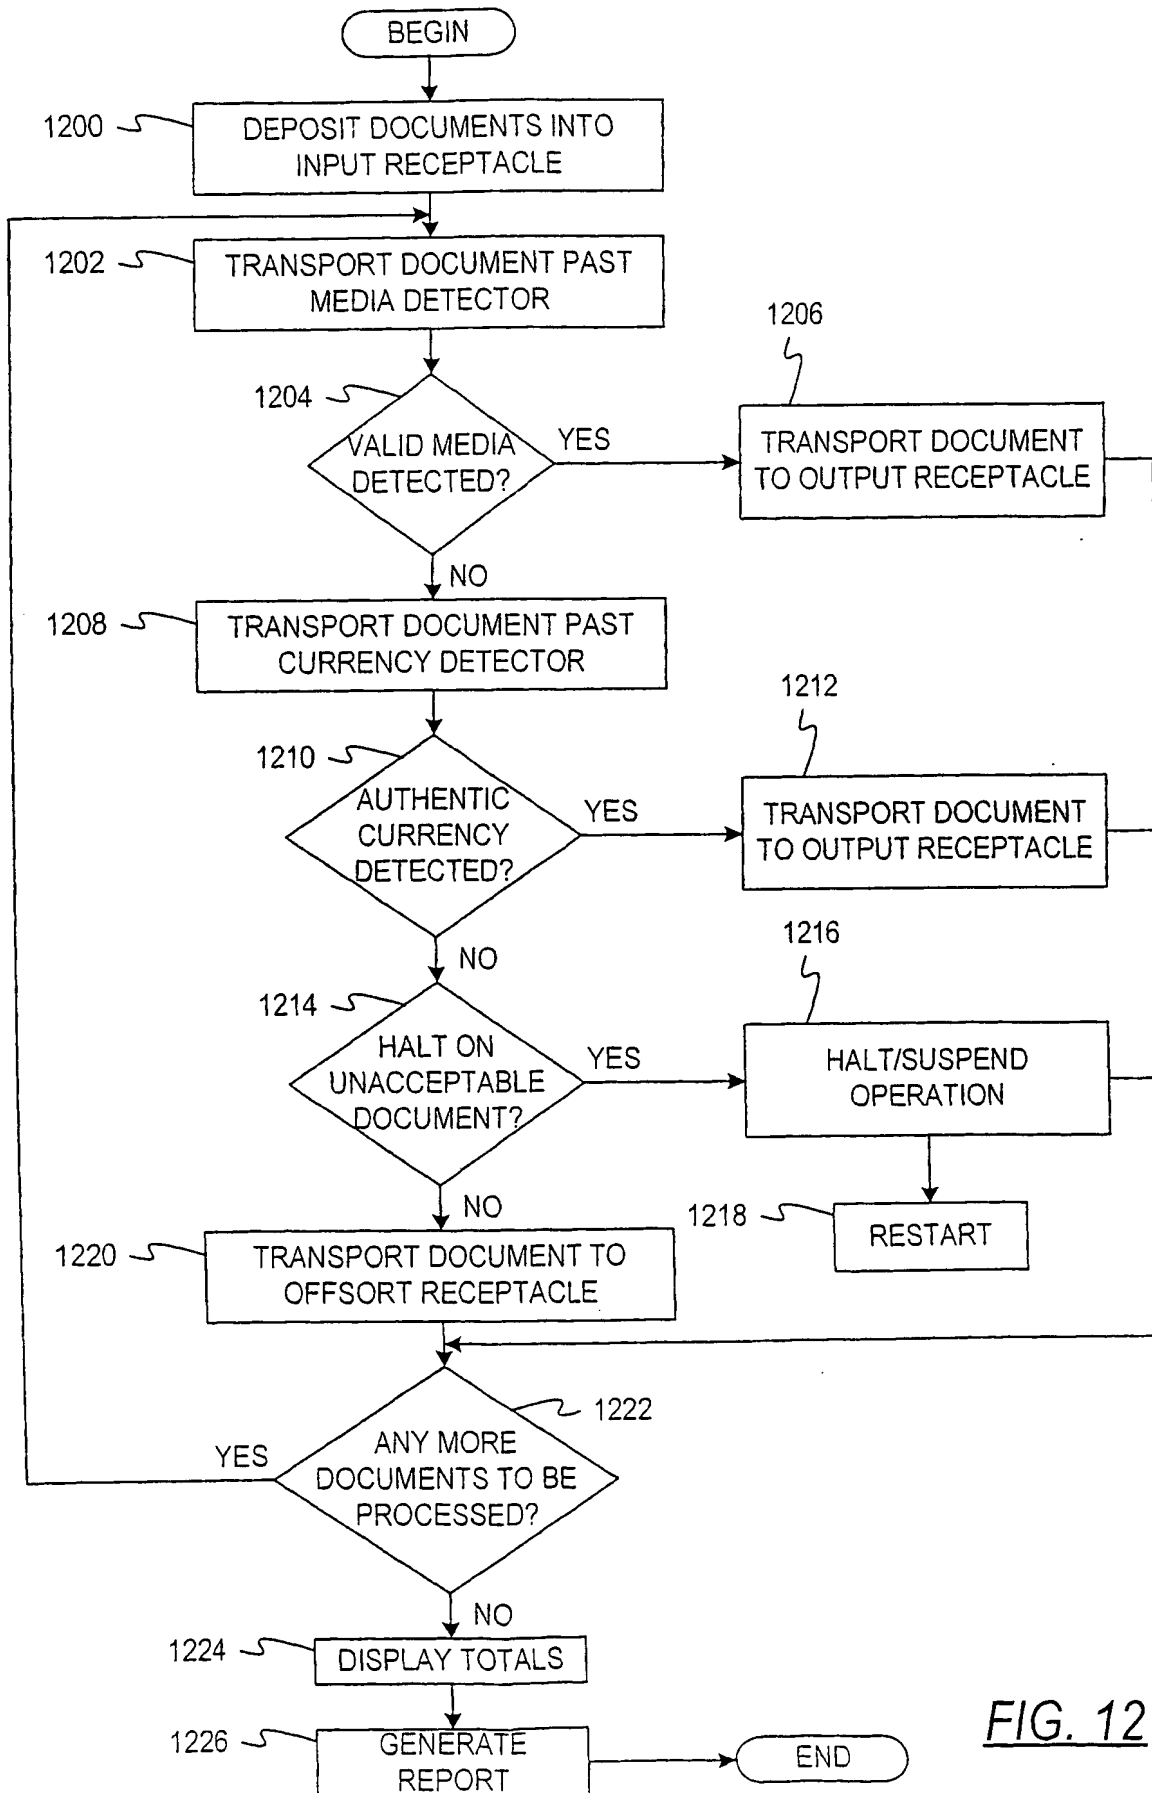 BEGIN
1200
DEPOSIT DOCUMENTS INTO
INPUT RECEPTACLE
1202
TRANSPORT DOCUMENT PAST
MEDIA DETECTOR
1204
VALID MEDIA
DETECTED?
YES
1206
TRANSPORT DOCUMENT
TO OUTPUT RECEPTACLE
NO
1208
TRANSPORT DOCUMENT PAST
CURRENCY DETECTOR
1210
AUTHENTIC
CURRENCY
DETECTED?
YES
1212
TRANSPORT DOCUMENT
TO OUTPUT RECEPTACLE
NO
1214
HALT ON
UNACCEPTABLE
DOCUMENT?
YES
1216
HALT/SUSPEND
OPERATION
1218
RESTART
NO
1220
TRANSPORT DOCUMENT TO
OFFSORT RECEPTACLE
1222
ANY MORE
DOCUMENTS TO BE
PROCESSED?
YES
NO
1224
DISPLAY TOTALS
1226
GENERATE
REPORT
END
FIG. 12